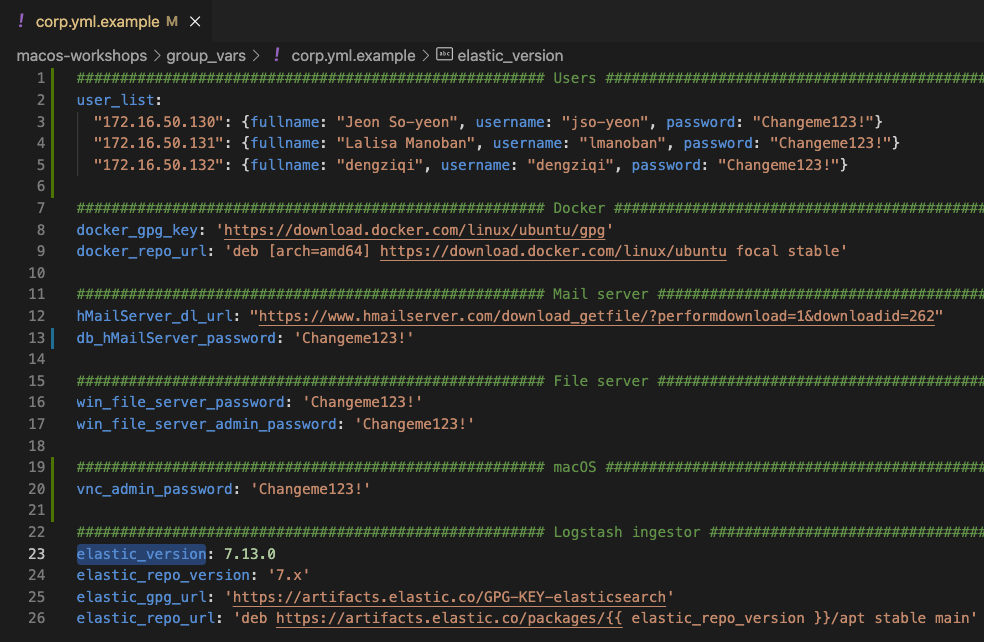 ! corp.yml.example M ×
macos-workshops > group_vars > ! corp.yml.example > abc elastic_version
1 ###################################################### Users ############################################
2 user_list:
3 "172.16.50.130": {fullname: "Jeon So-yeon", username: "jso-yeon", password: "Changeme123!"}
4 "172.16.50.131": {fullname: "Lalisa Manoban", username: "lmanoban", password: "Changeme123!"}
5 "172.16.50.132": {fullname: "dengziqi", username: "dengziqi", password: "Changeme123!"}
6
7 ###################################################### Docker ###########################################
8 docker_gpg_key: 'https://download.docker.com/linux/ubuntu/gpg'
9 docker_repo_url: 'deb [arch=amd64] https://download.docker.com/linux/ubuntu focal stable'
10
11 ###################################################### Mail server ######################################
12 hMailServer_dl_url: "https://www.hmailserver.com/download_getfile/?performdownload=1&downloadid=262"
13 db_hMailServer_password: 'Changeme123!'
14
15 ###################################################### File server ######################################
16 win_file_server_password: 'Changeme123!'
17 win_file_server_admin_password: 'Changeme123!'
18
19 ###################################################### macOS ############################################
20 vnc_admin_password: 'Changeme123!'
21
22 ###################################################### Logstash ingestor ################################
23 elastic_version: 7.13.0
24 elastic_repo_version: '7.x'
25 elastic_gpg_url: 'https://artifacts.elastic.co/GPG-KEY-elasticsearch'
26 elastic_repo_url: 'deb https://artifacts.elastic.co/packages/{{ elastic_repo_version }}/apt stable main'